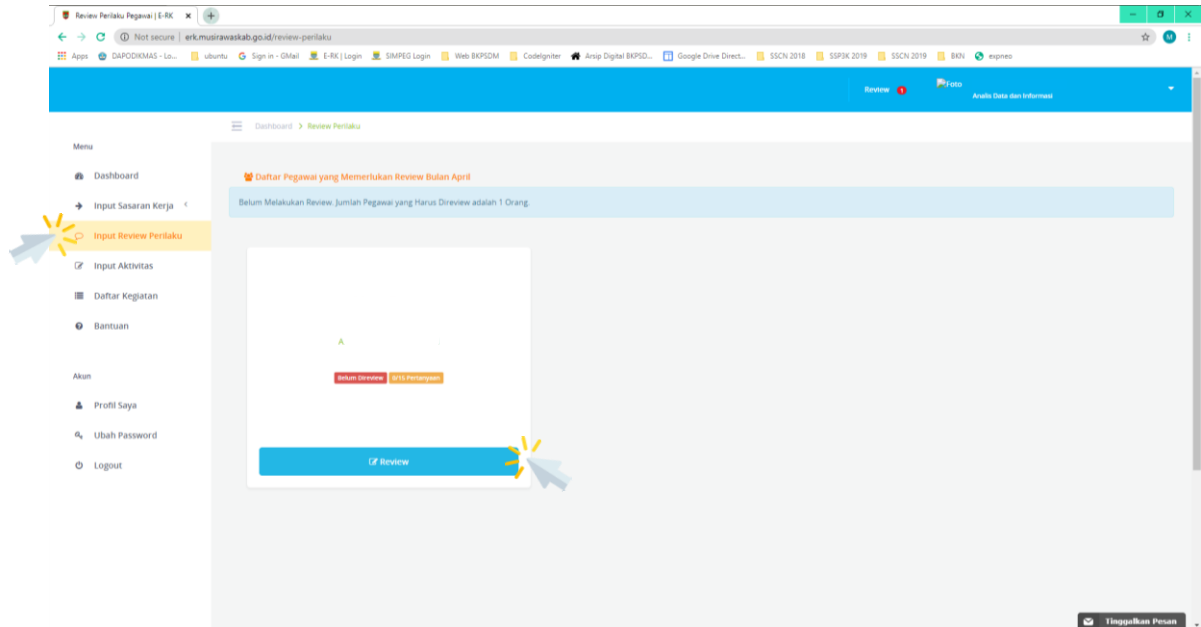 Review Perilaku Pegawai | E-RK
Not secure | erk.musirawaskab.go.id/review-perilaku
Apps DAPODIKMAS - Lo... ubuntu Sign in - GMail E-RK | Login SIMPEG Login Web BKPSDM CodeIgniter Arsip Digital BKPSD... Google Drive Direct... SSCN 2018 SSP3K 2019 SSCN 2019 BKN expneo
Review 1 Foto
Analis Data dan Informasi
Dashboard > Review Perilaku
Menu
Dashboard
Input Sasaran Kerja
Input Review Perilaku
Input Aktivitas
Daftar Kegiatan
Bantuan
Akun
Profil Saya
Ubah Password
Logout
Daftar Pegawai yang Memerlukan Review Bulan April
Belum Melakukan Review. Jumlah Pegawai yang Harus Direview adalah 1 Orang.
A
Belum Direview 0/16 Pertanyaan
Review
Tinggalkan Pesan